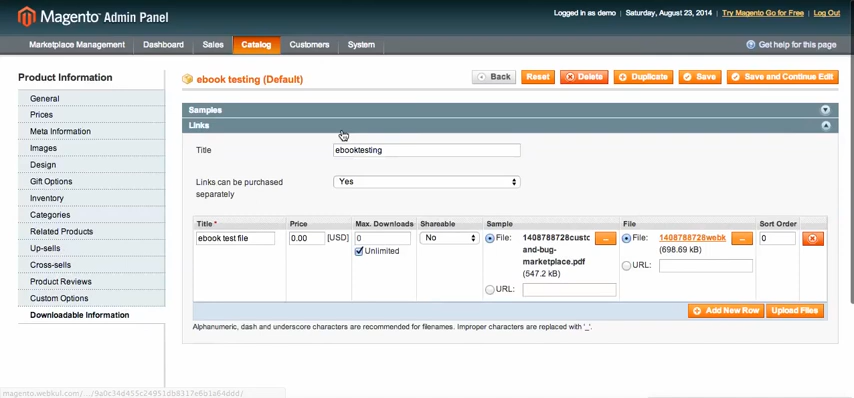 Magento Admin Panel
Logged in as demo | Saturday, August 23, 2014 | Try Magento Go for Free | Log Out
Marketplace Management Dashboard Sales Catalog Customers System Get help for this page
Product Information
General
Prices
Meta Information
Images
Design
Gift Options
Inventory
Categories
Related Products
Up-sells
Cross-sells
Product Reviews
Custom Options
Downloadable Information
ebook testing (Default) Back Reset Delete Duplicate Save Save and Continue Edit
Samples
Links
Title ebooktesting
Links can be purchased Yes
separately
Title * Price Max. Downloads Shareable Sample File Sort Order
ebook test file 0.00 [USD] 0 No File: 1408788728custo ... File: 1408788728webk ... 0
Unlimited and-bug- (698.69 kB)
marketplace.pdf URL:
(547.2 kB)
URL:
Add New Row Upload Files
Alphanumeric, dash and underscore characters are recommended for filenames. Improper characters are replaced with '_'.
magento.webkul.com/.../9a0c34d455c24951db8317e6b1a64ddd/